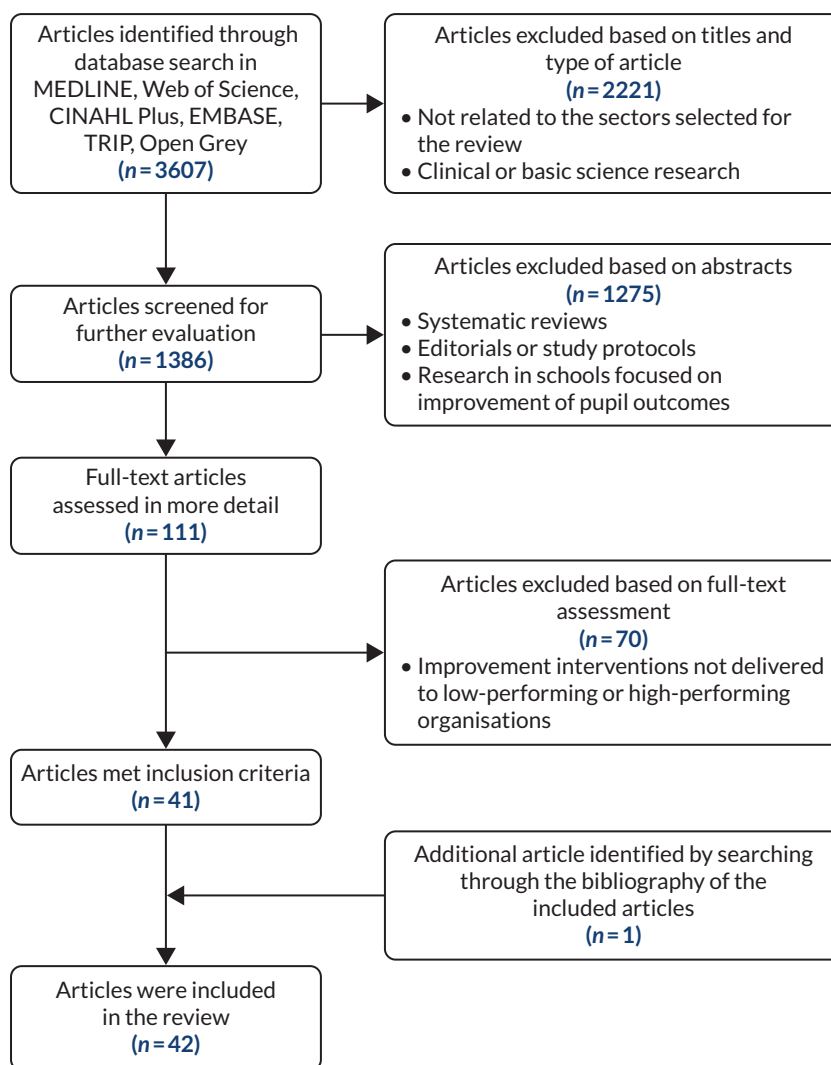 Articles identified through
database search in
MEDLINE, Web of Science,
CINAHL Plus, EMBASE,
TRIP, Open Grey
(n=3607)
Articles excluded based on titles and
type of article
(n=2221)
• Not related to the sectors selected for
the review
• Clinical or basic science research
Articles screened for
further evaluation
(n=1386)
Articles excluded based on abstracts
(n=1275)
• Systematic reviews
• Editorials or study protocols
• Research in schools focused on
improvement of pupil outcomes
Full-text articles
assessed in more detail
(n=111)
Articles excluded based on full-text
assessment
(n=70)
• Improvement interventions not delivered
to low-performing or high-performing
organisations
Articles met inclusion criteria
(n=41)
Additional article identified by searching
through the bibliography of the
included articles
(n=1)
Articles were included
in the review
(n=42)